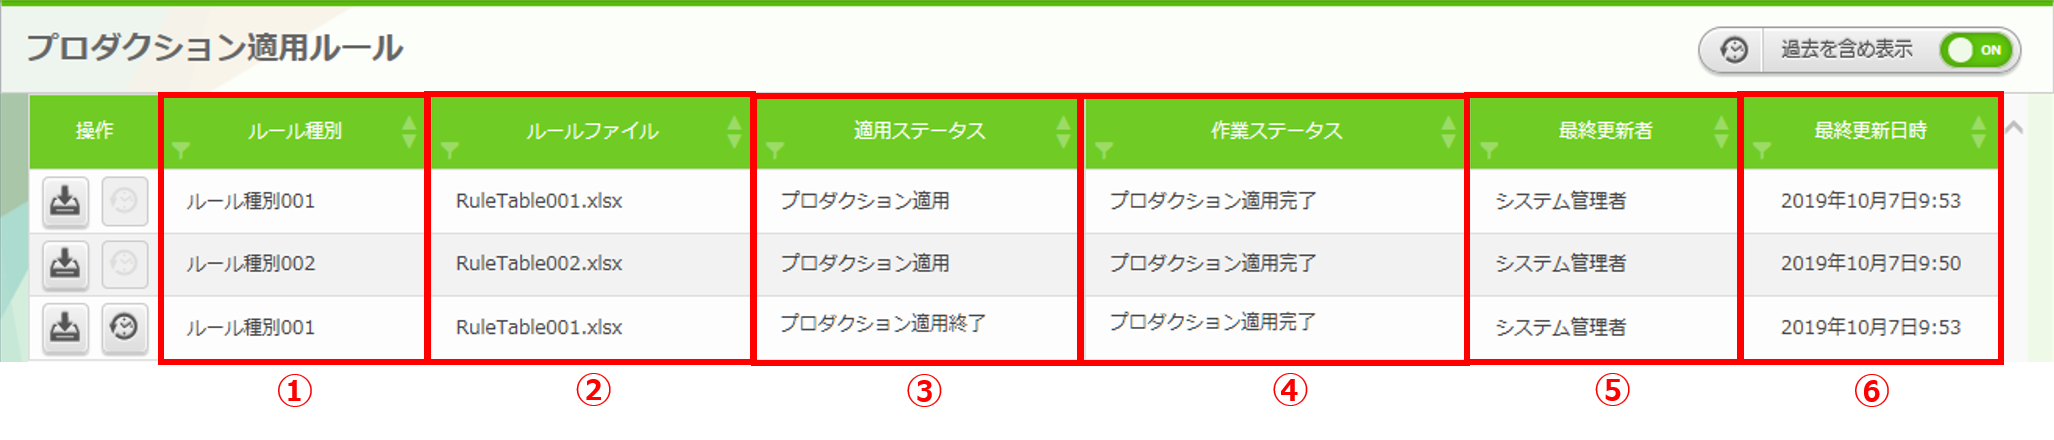 プロダクション適用ルール
過去を含め表示 ON
操作 ルール種別 ルールファイル 適用ステータス 作業ステータス 最終更新者 最終更新日時
ルール種別001 RuleTable001.xlsx プロダクション適用 プロダクション適用完了 システム管理者 2019年10月7日9:53
ルール種別002 RuleTable002.xlsx プロダクション適用 プロダクション適用完了 システム管理者 2019年10月7日9:50
ルール種別001 RuleTable001.xlsx プロダクション適用終了 プロダクション適用完了 システム管理者 2019年10月7日9:53
① ② ③ ④ ⑤ ⑥